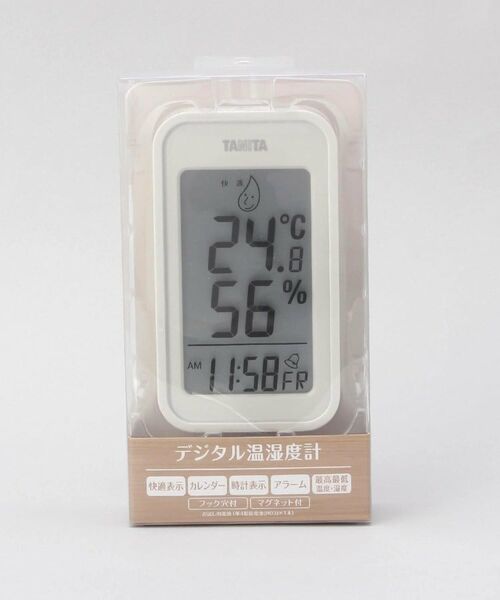 TANITA
快適
24.8℃
56%
AM 11:58 FR
デジタル温湿度計
快適表示 カレンダー 時計表示 アラーム 最高最低温度・湿度
フック穴付 マグネット付